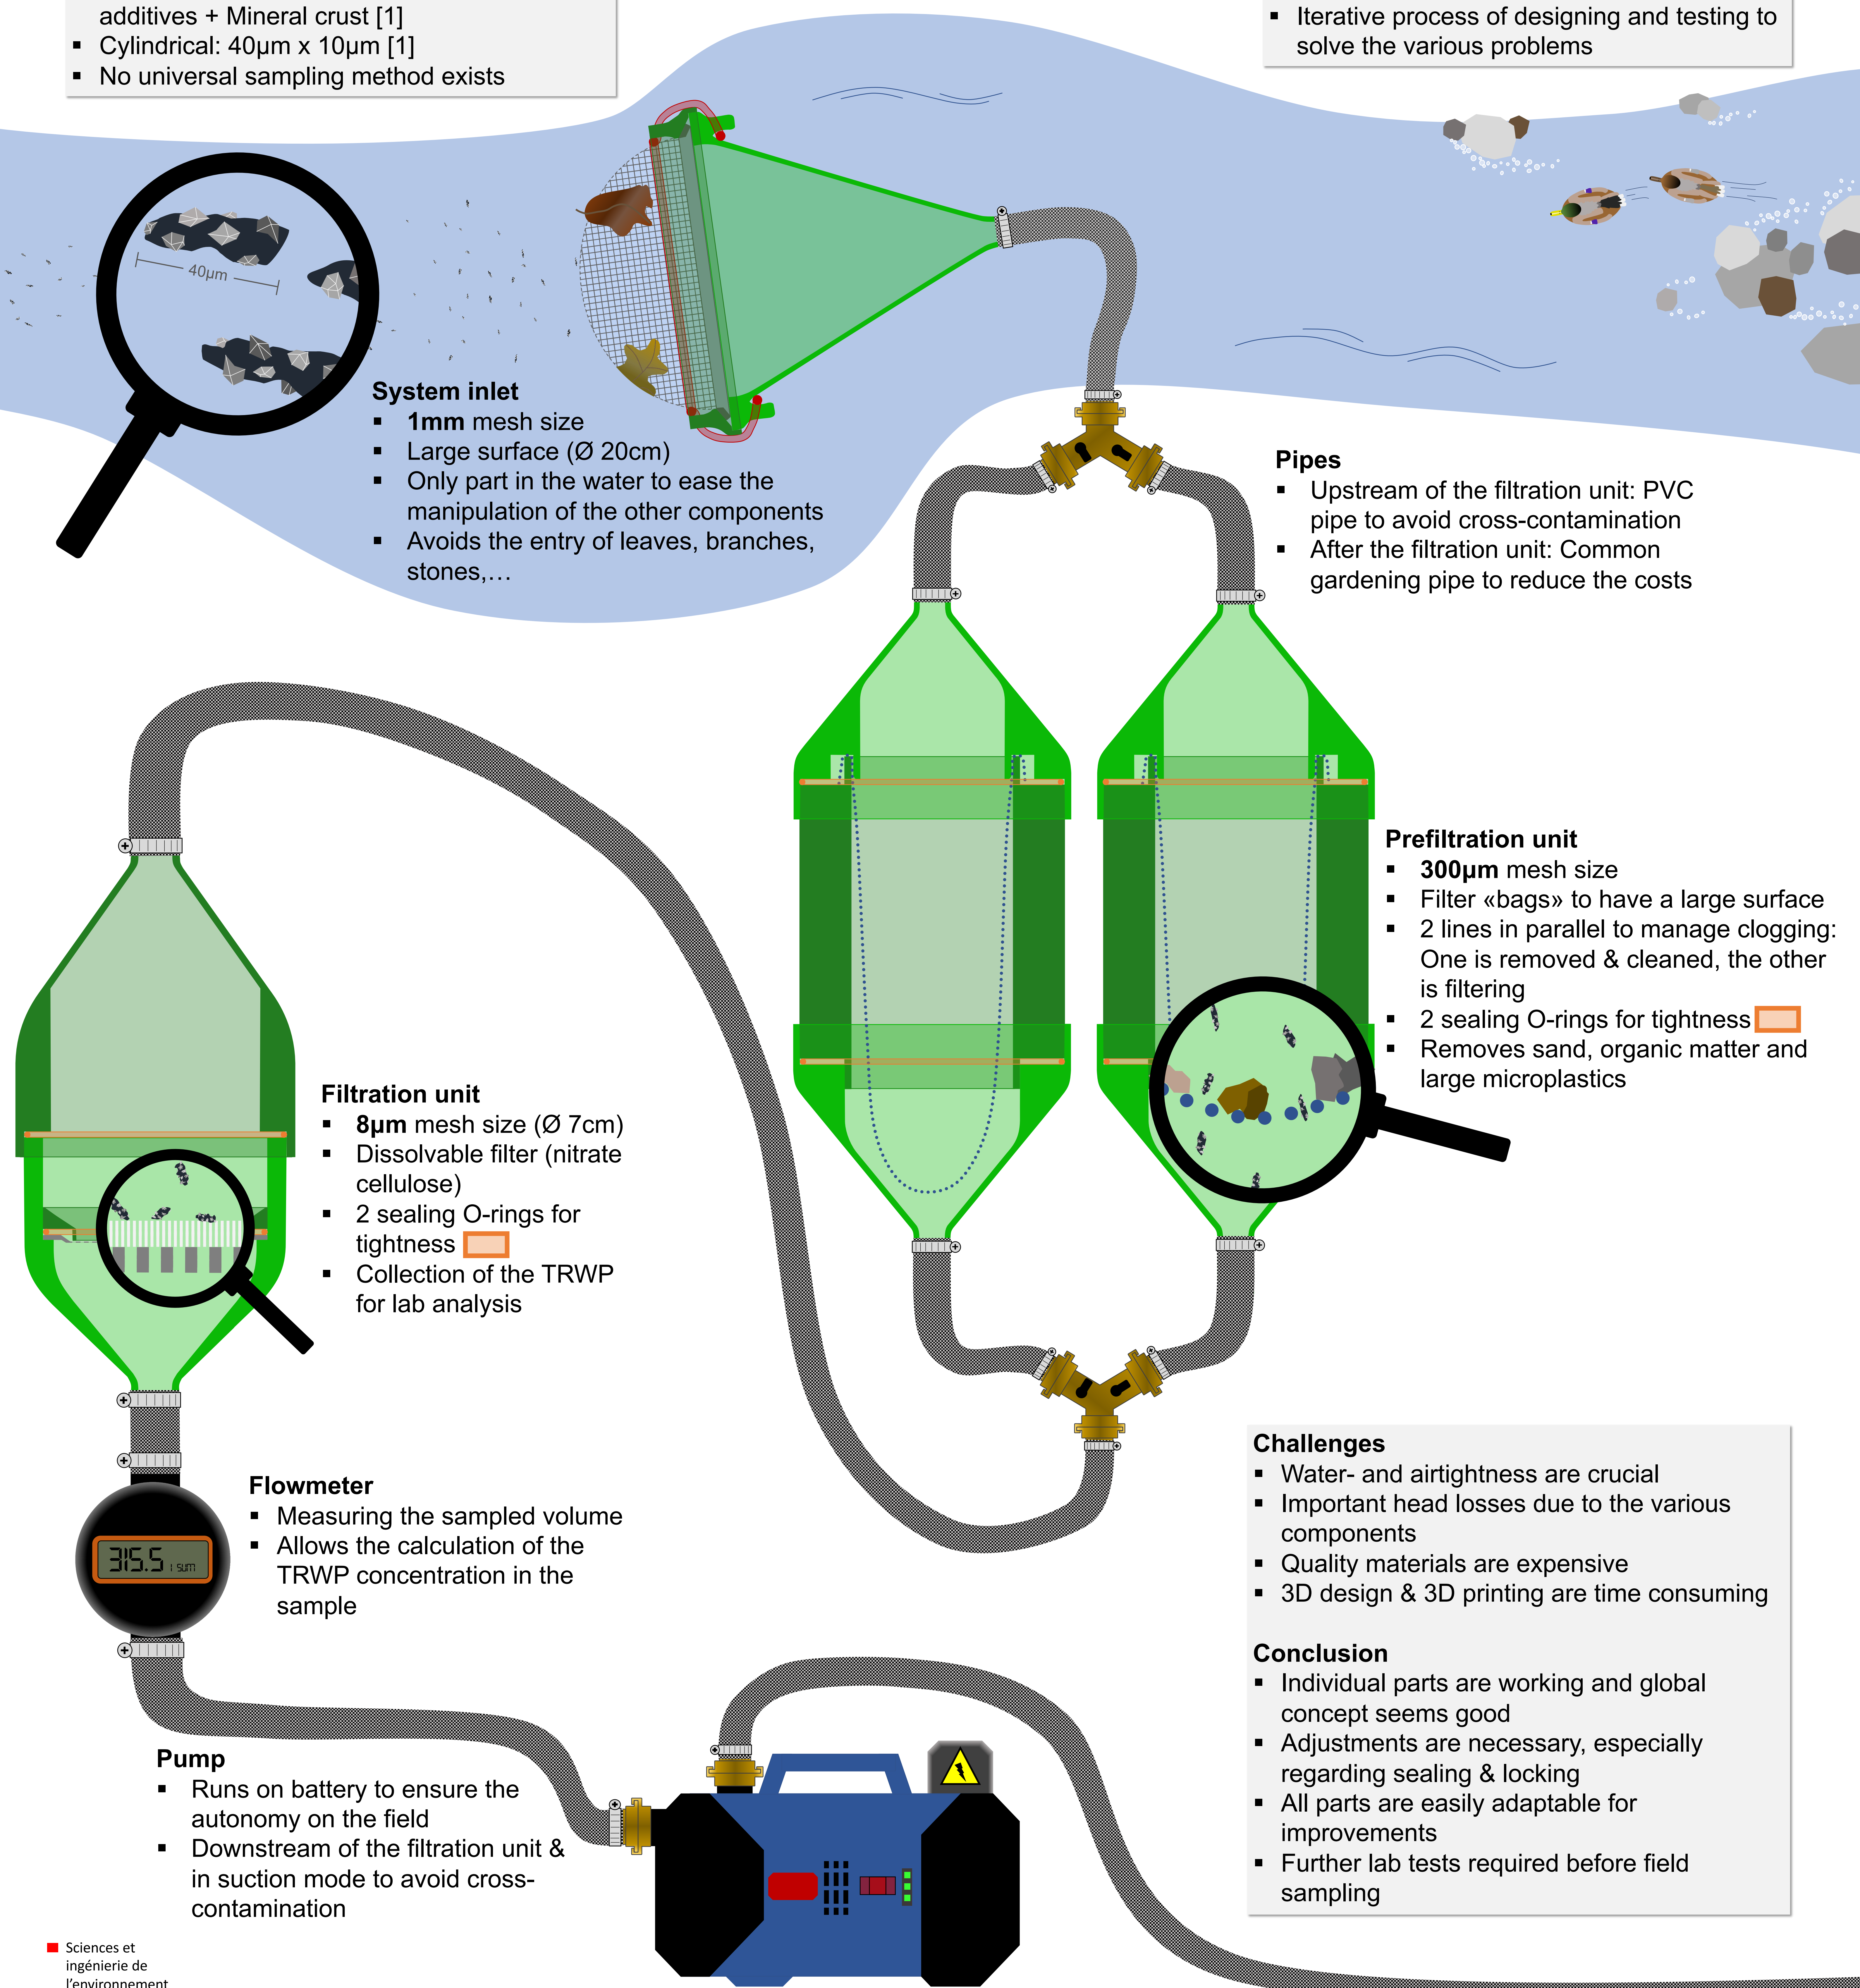 additives + Mineral crust [1]
▪ Cylindrical: 40µm x 10µm [1]
▪ No universal sampling method exists
▪ Iterative process of designing and testing to
solve the various problems
40µm
System inlet
▪ 1mm mesh size
▪ Large surface (Ø 20cm)
▪ Only part in the water to ease the
manipulation of the other components
▪ Avoids the entry of leaves, branches,
stones,…
Pipes
▪ Upstream of the filtration unit: PVC
pipe to avoid cross-contamination
▪ After the filtration unit: Common
gardening pipe to reduce the costs
Prefiltration unit
▪ 300µm mesh size
▪ Filter «bags» to have a large surface
▪ 2 lines in parallel to manage clogging:
One is removed & cleaned, the other
is filtering
▪ 2 sealing O-rings for tightness
▪ Removes sand, organic matter and
large microplastics
Filtration unit
▪ 8µm mesh size (Ø 7cm)
▪ Dissolvable filter (nitrate
cellulose)
▪ 2 sealing O-rings for
tightness
▪ Collection of the TRWP
for lab analysis
Flowmeter
▪ Measuring the sampled volume
▪ Allows the calculation of the
TRWP concentration in the
sample
315.5 l SUM
Pump
▪ Runs on battery to ensure the
autonomy on the field
▪ Downstream of the filtration unit &
in suction mode to avoid cross-
contamination
Challenges
▪ Water- and airtightness are crucial
▪ Important head losses due to the various
components
▪ Quality materials are expensive
▪ 3D design & 3D printing are time consuming
Conclusion
▪ Individual parts are working and global
concept seems good
▪ Adjustments are necessary, especially
regarding sealing & locking
▪ All parts are easily adaptable for
improvements
▪ Further lab tests required before field
sampling
Sciences et
ingénierie de
l'environnement